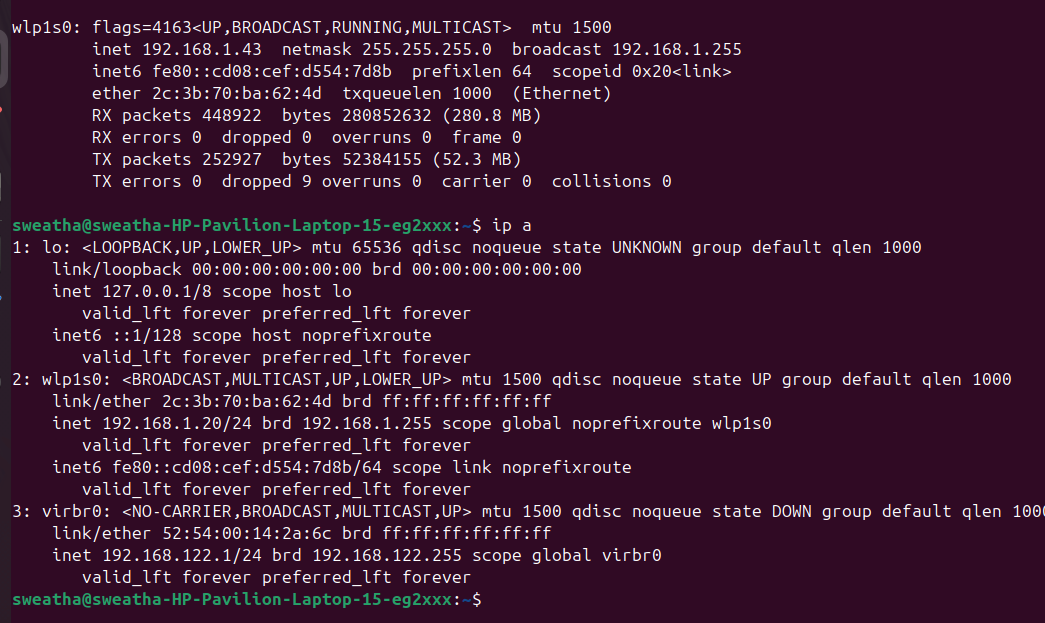 wlp1s0: flags=4163<UP,BROADCAST,RUNNING,MULTICAST>  mtu 1500
        inet 192.168.1.43  netmask 255.255.255.0  broadcast 192.168.1.255
        inet6 fe80::cd08:cef:d554:7d8b  prefixlen 64  scopeid 0x20<link>
        ether 2c:3b:70:ba:62:4d  txqueuelen 1000  (Ethernet)
        RX packets 448922  bytes 280852632 (280.8 MB)
        RX errors 0  dropped 0  overruns 0  frame 0
        TX packets 252927  bytes 52384155 (52.3 MB)
        TX errors 0  dropped 9 overruns 0  carrier 0  collisions 0
sweatha@sweatha-HP-Pavilion-Laptop-15-eg2xxx:~$ ip a
1: lo: <LOOPBACK,UP,LOWER_UP> mtu 65536 qdisc noqueue state UNKNOWN group default qlen 1000
    link/loopback 00:00:00:00:00:00 brd 00:00:00:00:00:00
    inet 127.0.0.1/8 scope host lo
       valid_lft forever preferred_lft forever
    inet6 ::1/128 scope host noprefixroute
       valid_lft forever preferred_lft forever
2: wlp1s0: <BROADCAST,MULTICAST,UP,LOWER_UP> mtu 1500 qdisc noqueue state UP group default qlen 1000
    link/ether 2c:3b:70:ba:62:4d brd ff:ff:ff:ff:ff:ff
    inet 192.168.1.20/24 brd 192.168.1.255 scope global noprefixroute wlp1s0
       valid_lft forever preferred_lft forever
    inet6 fe80::cd08:cef:d554:7d8b/64 scope link noprefixroute
       valid_lft forever preferred_lft forever
3: virbr0: <NO-CARRIER,BROADCAST,MULTICAST,UP> mtu 1500 qdisc noqueue state DOWN group default qlen 1000
    link/ether 52:54:00:14:2a:6c brd ff:ff:ff:ff:ff:ff
    inet 192.168.122.1/24 brd 192.168.122.255 scope global virbr0
       valid_lft forever preferred_lft forever
sweatha@sweatha-HP-Pavilion-Laptop-15-eg2xxx:~$